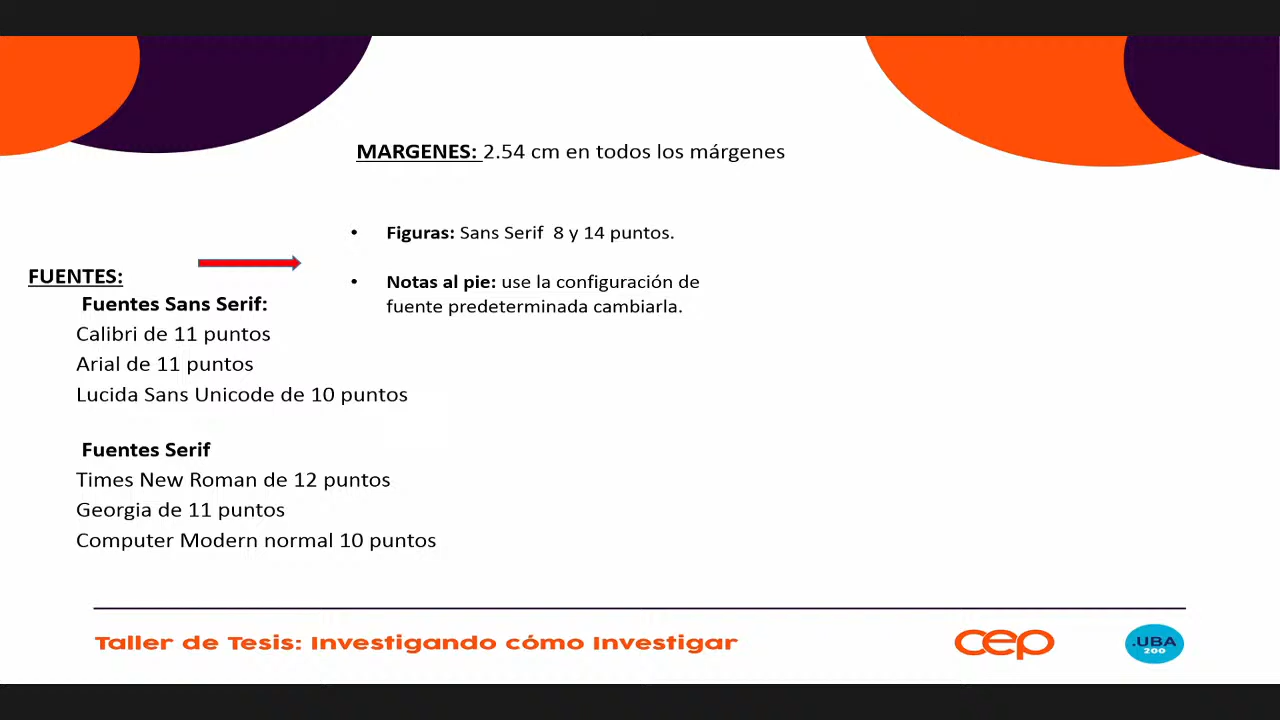 MARGENES: 2.54 cm en todos los márgenes
• Figuras: Sans Serif 8 y 14 puntos.
• Notas al pie: use la configuración de
fuente predeterminada cambiarla.
FUENTES:
Fuentes Sans Serif:
Calibri de 11 puntos
Arial de 11 puntos
Lucida Sans Unicode de 10 puntos
Fuentes Serif
Times New Roman de 12 puntos
Georgia de 11 puntos
Computer Modern normal 10 puntos
Taller de Tesis: Investigando cómo Investigar
cep
.UBA
200